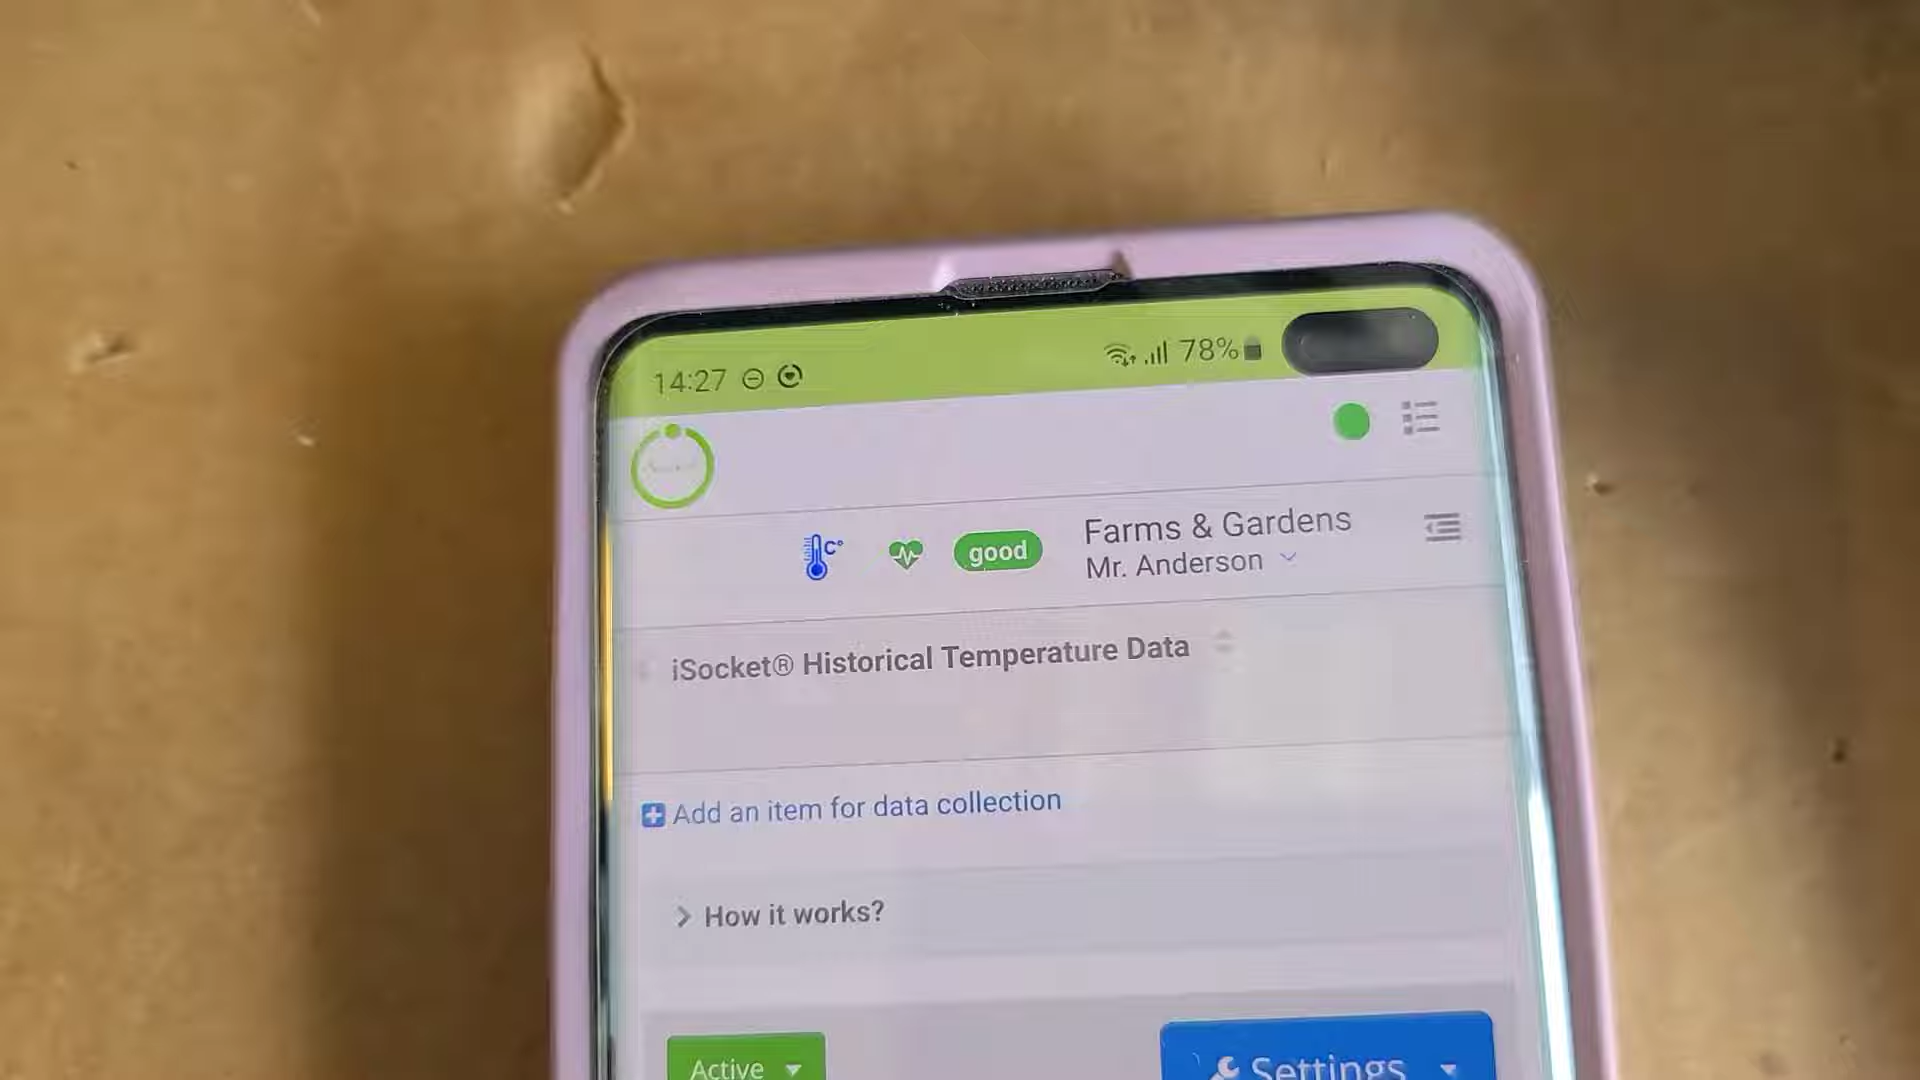 14:27
78%
C°
good
Farms & Gardens
Mr. Anderson
iSocket® Historical Temperature Data
Add an item for data collection
How it works?
Active
Settings